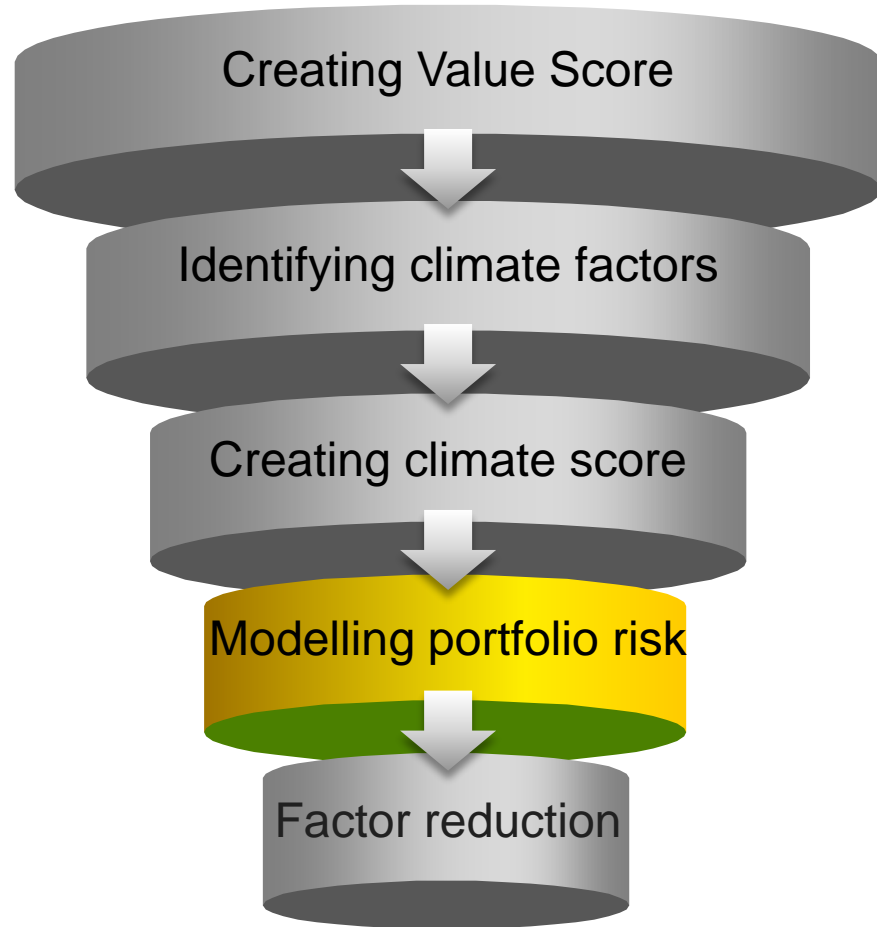 Creating Value Score
Identifying climate factors
Creating climate score
Modelling portfolio risk
Factor reduction